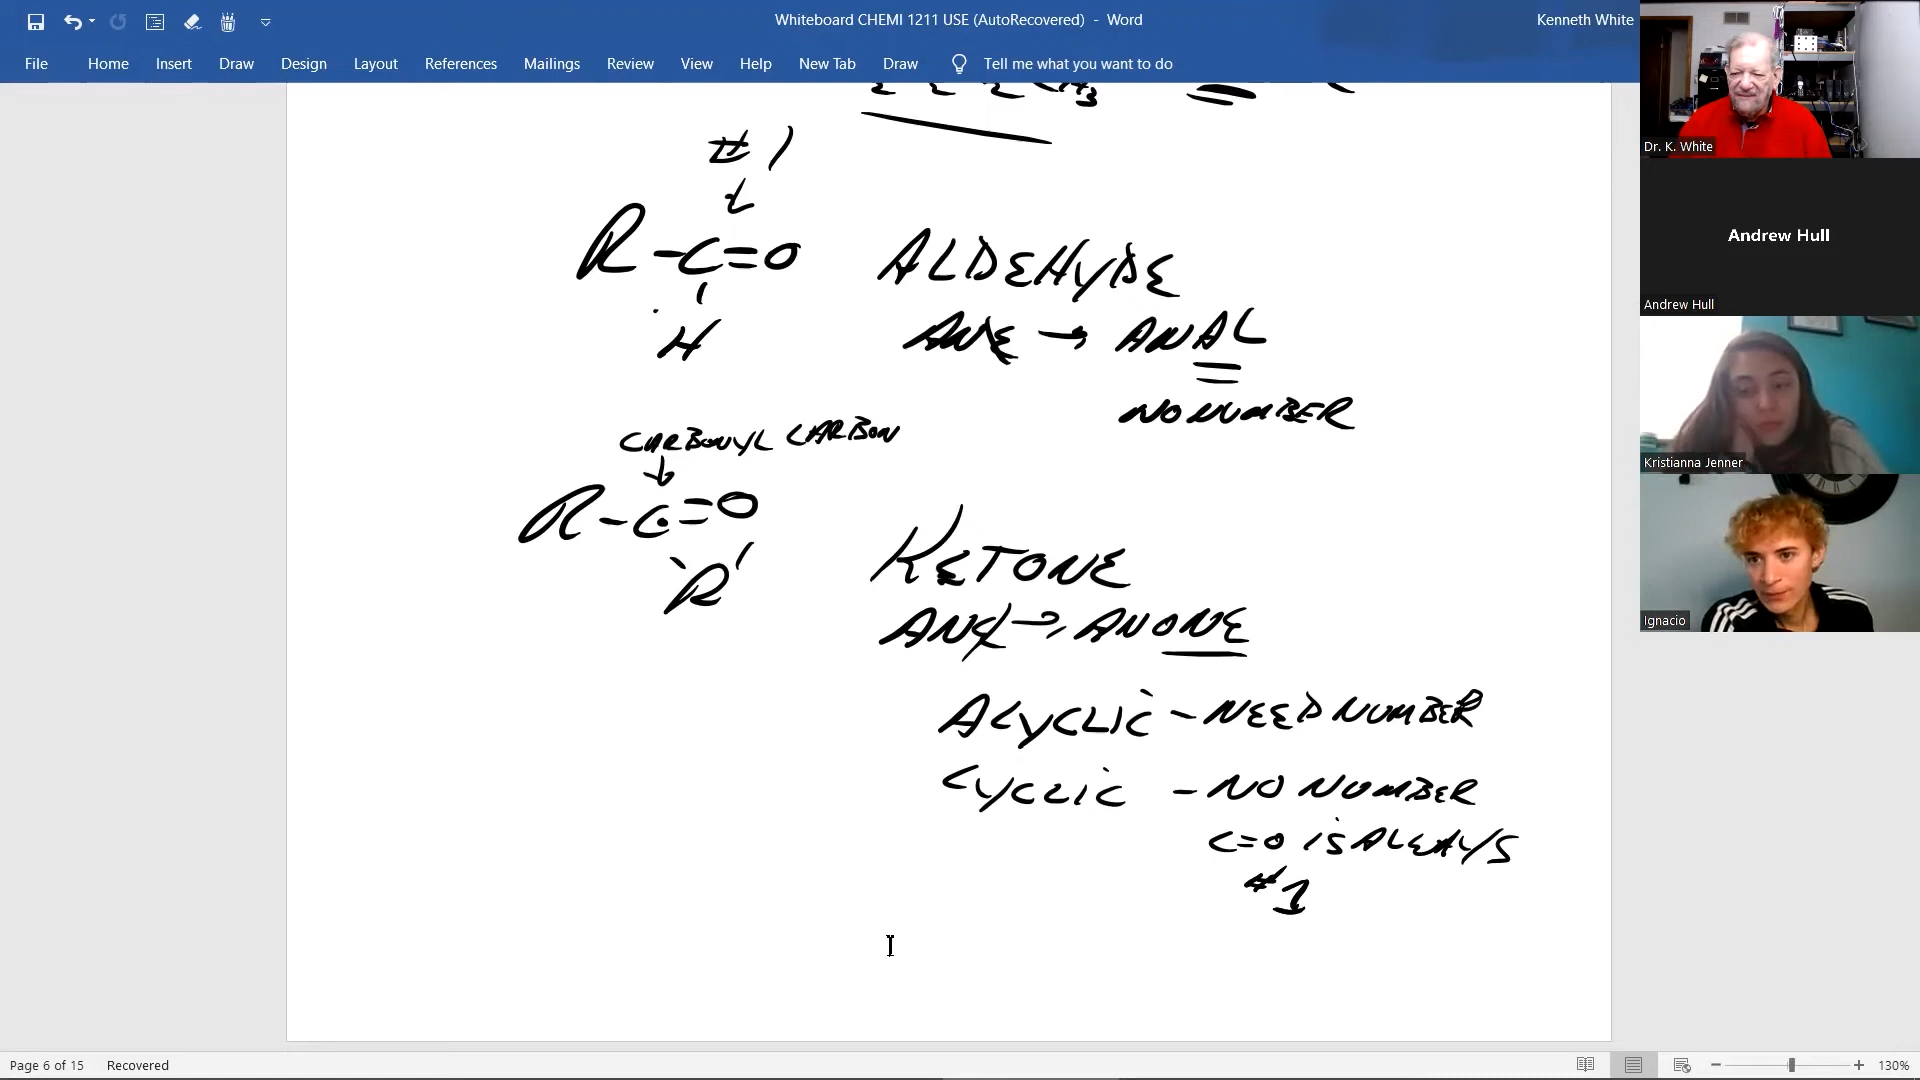 Whiteboard CHEMI 1211 USE (AutoRecovered) - Word
Kenneth White
File Home Insert Draw Design Layout References Mailings Review View Help New Tab Draw Tell me what you want to do
#1
R-C=O
H
ALDEHYDE
ANE → ANAL
NO NUMBER
CARBONYL CARBON
R-C=O
R'
KETONE
ANE → ANONE
ACYCLIC - NEED NUMBER
CYCLIC - NO NUMBER
C=O IS ALWAYS
#1
Dr. K. White
Andrew Hull
Andrew Hull
Kristianna Jenner
Ignacio
Page 6 of 15 Recovered
130%